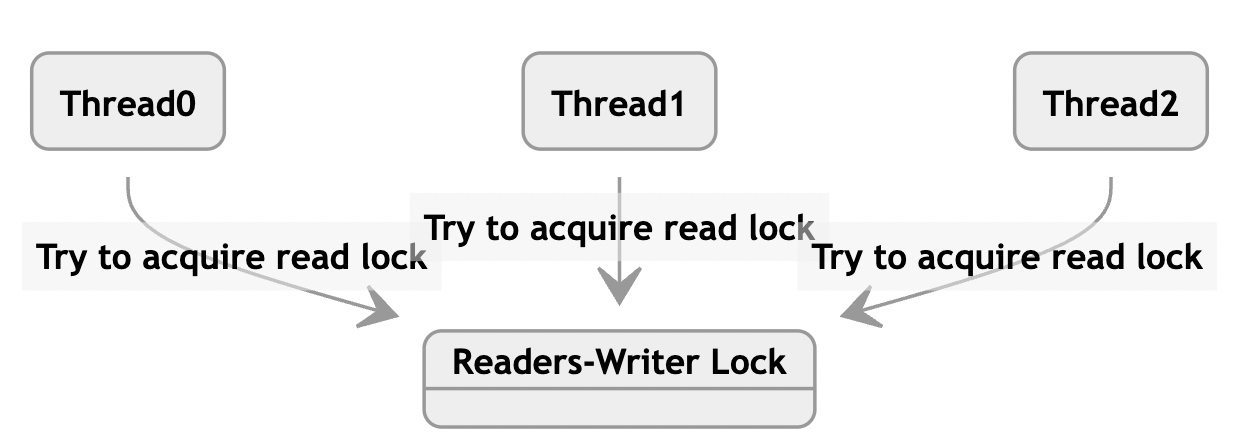 Thread0
Thread1
Thread2
Try to acquire read lock
Try to acquire read lock
Try to acquire read lock
Readers-Writer Lock